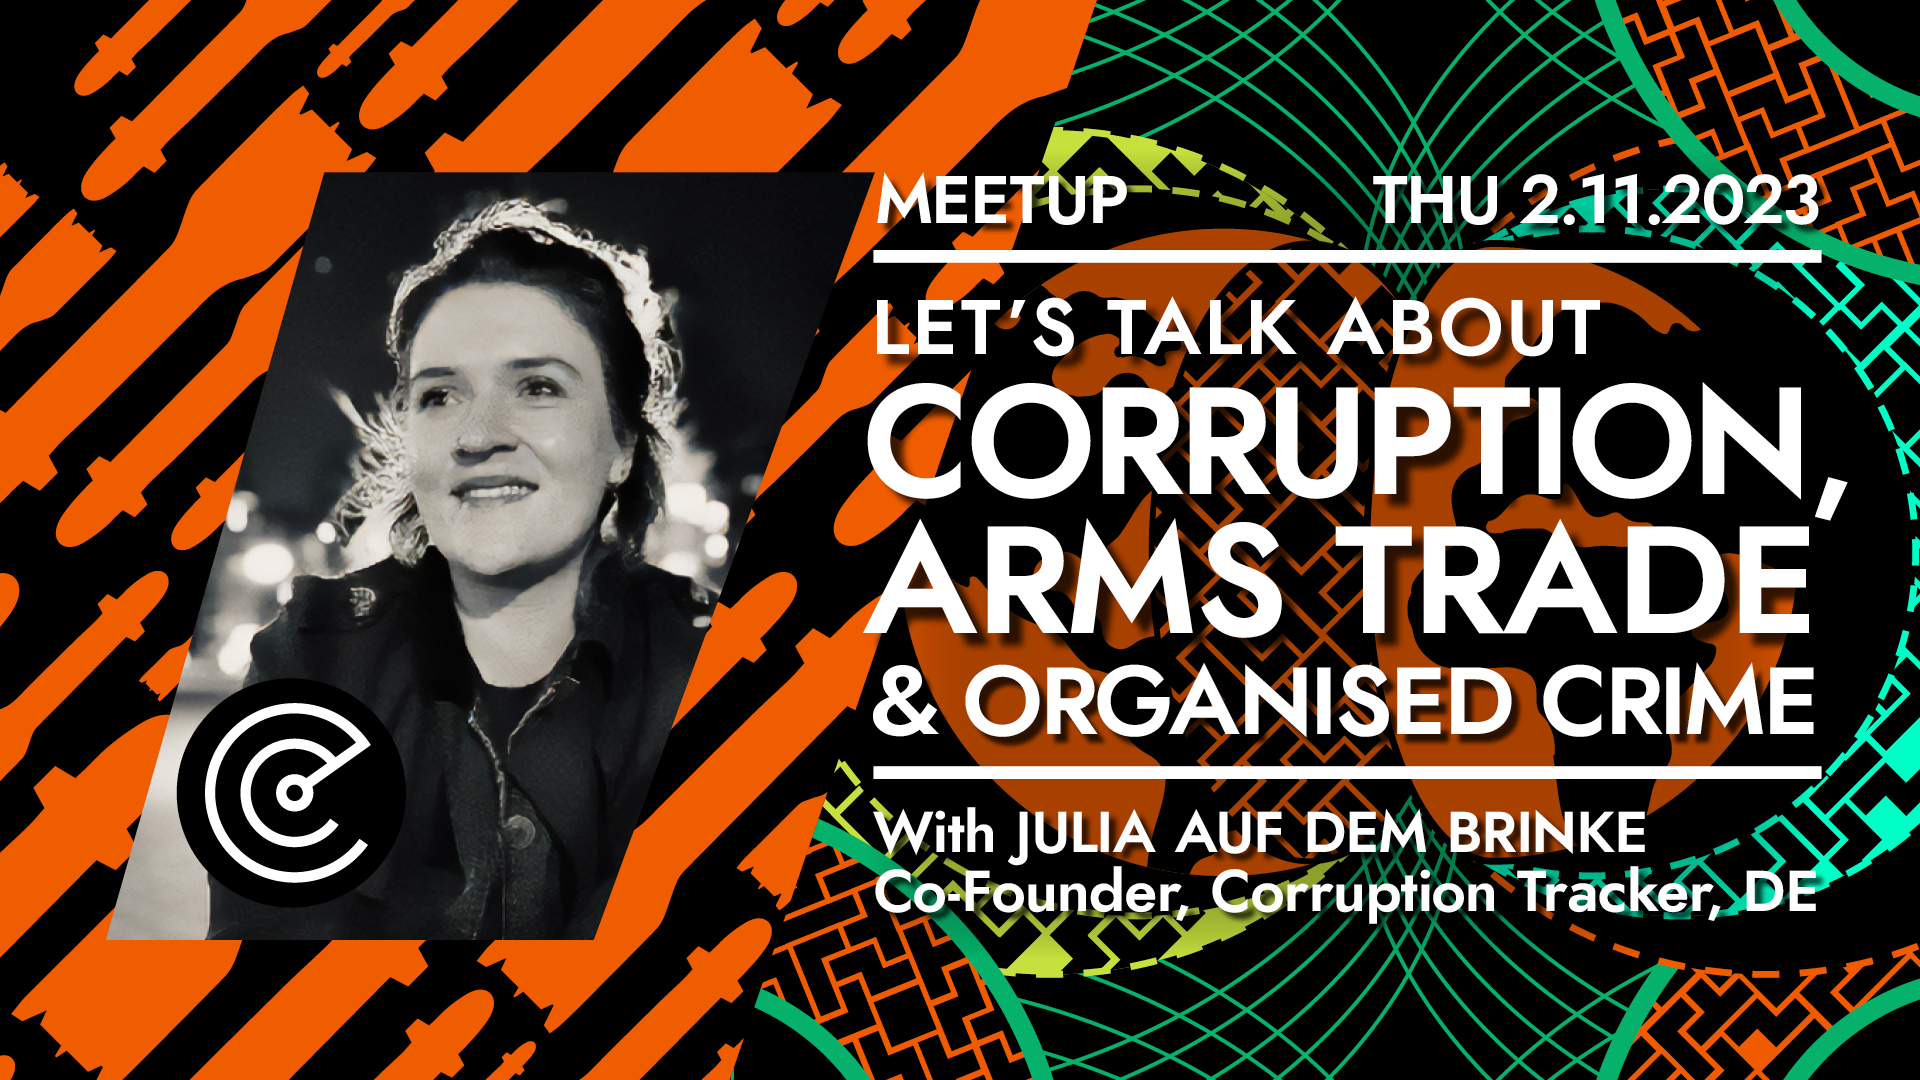 MEETUP THU 2.11.2023
LET’S TALK ABOUT
CORRUPTION,
ARMS TRADE
& ORGANISED CRIME
With JULIA AUF DEM BRINKE
Co-Founder, Corruption Tracker, DE